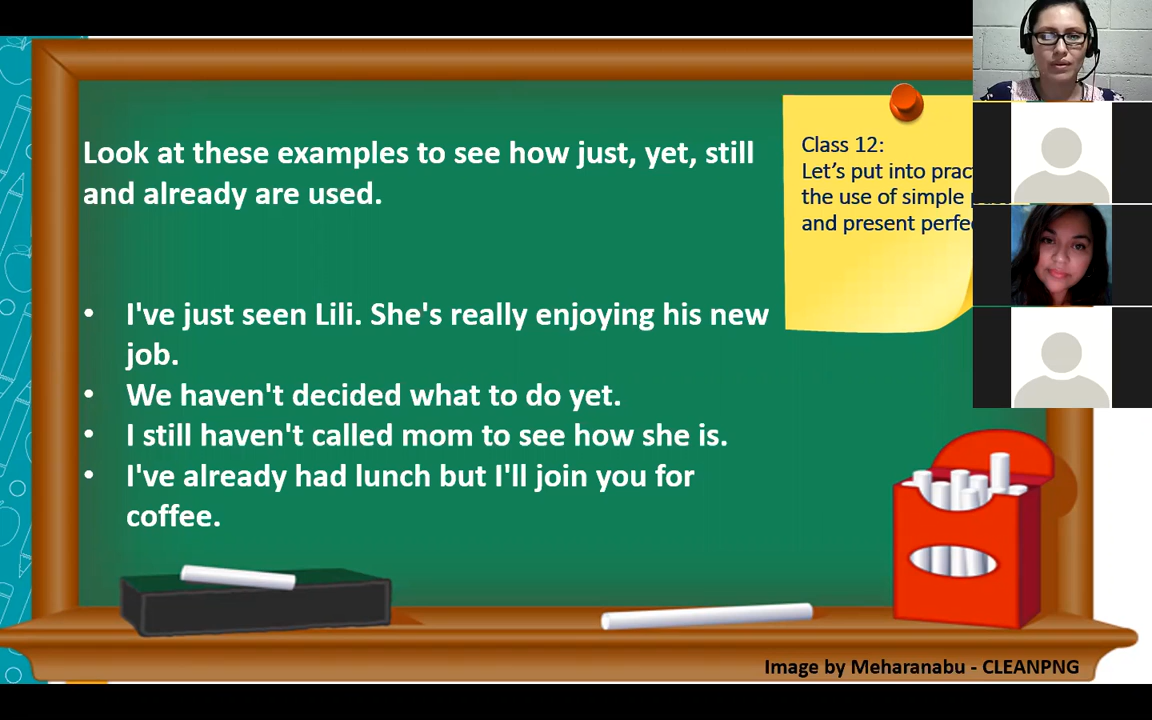 Look at these examples to see how just, yet, still
and already are used.
Class 12:
Let's put into
the use of simple
and present
• I've just seen Lili. She's really enjoying his new
job.
• We haven't decided what to do yet.
• I still haven't called mom to see how she is.
• I've already had lunch but I'll join you for
coffee.
Image by Meharanabu - CLEANPNG